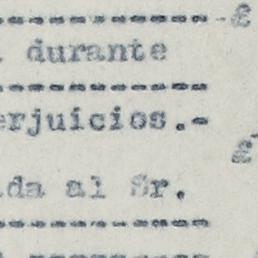 durante
erjuicios.-
da al Sr.